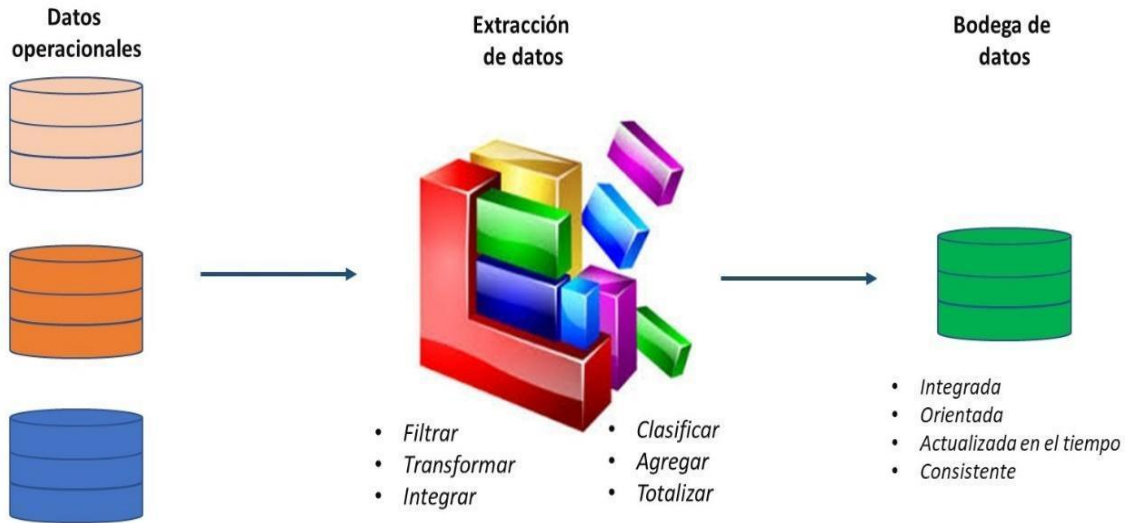 Datos
operacionales
Extracción
de datos
• Filtrar
• Transformar
• Integrar
• Clasificar
• Agregar
• Totalizar
Bodega de
datos
• Integrada
• Orientada
• Actualizada en el tiempo
• Consistente